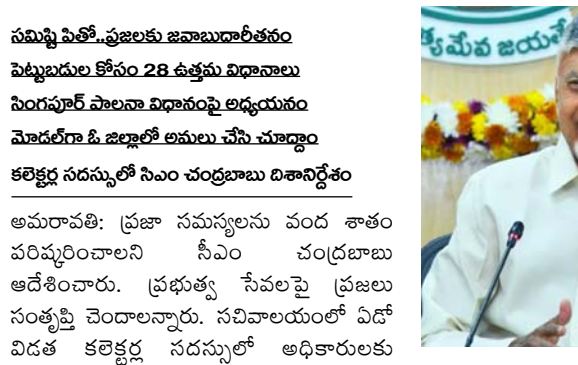 సమిష్టి పితో..ప్రజలకు జవాబుదారీతనం
పెట్టుబడుల కోసం 28 ఉత్తమ విధానాలు
సింగపూర్ పాలనా విధానంపై అధ్యయనం
మోడల్‌గా ఓ జిల్లాలో అమలు చేసి చూద్దాం
కలెక్టర్ల సదస్సులో సిఎం చంద్రబాబు దిశానిర్దేశం
అమరావతి: ప్రజా సమస్యలను వంద శాతం
పరిష్కరించాలని సీఎం చంద్రబాబు
ఆదేశించారు. ప్రభుత్వ సేవలపై ప్రజలు
సంతృప్తి చెందాలన్నారు. సచివాలయంలో ఏడో
విడత కలెక్టర్ల సదస్సులో అధికారులకు
త్యమేవ జయతే